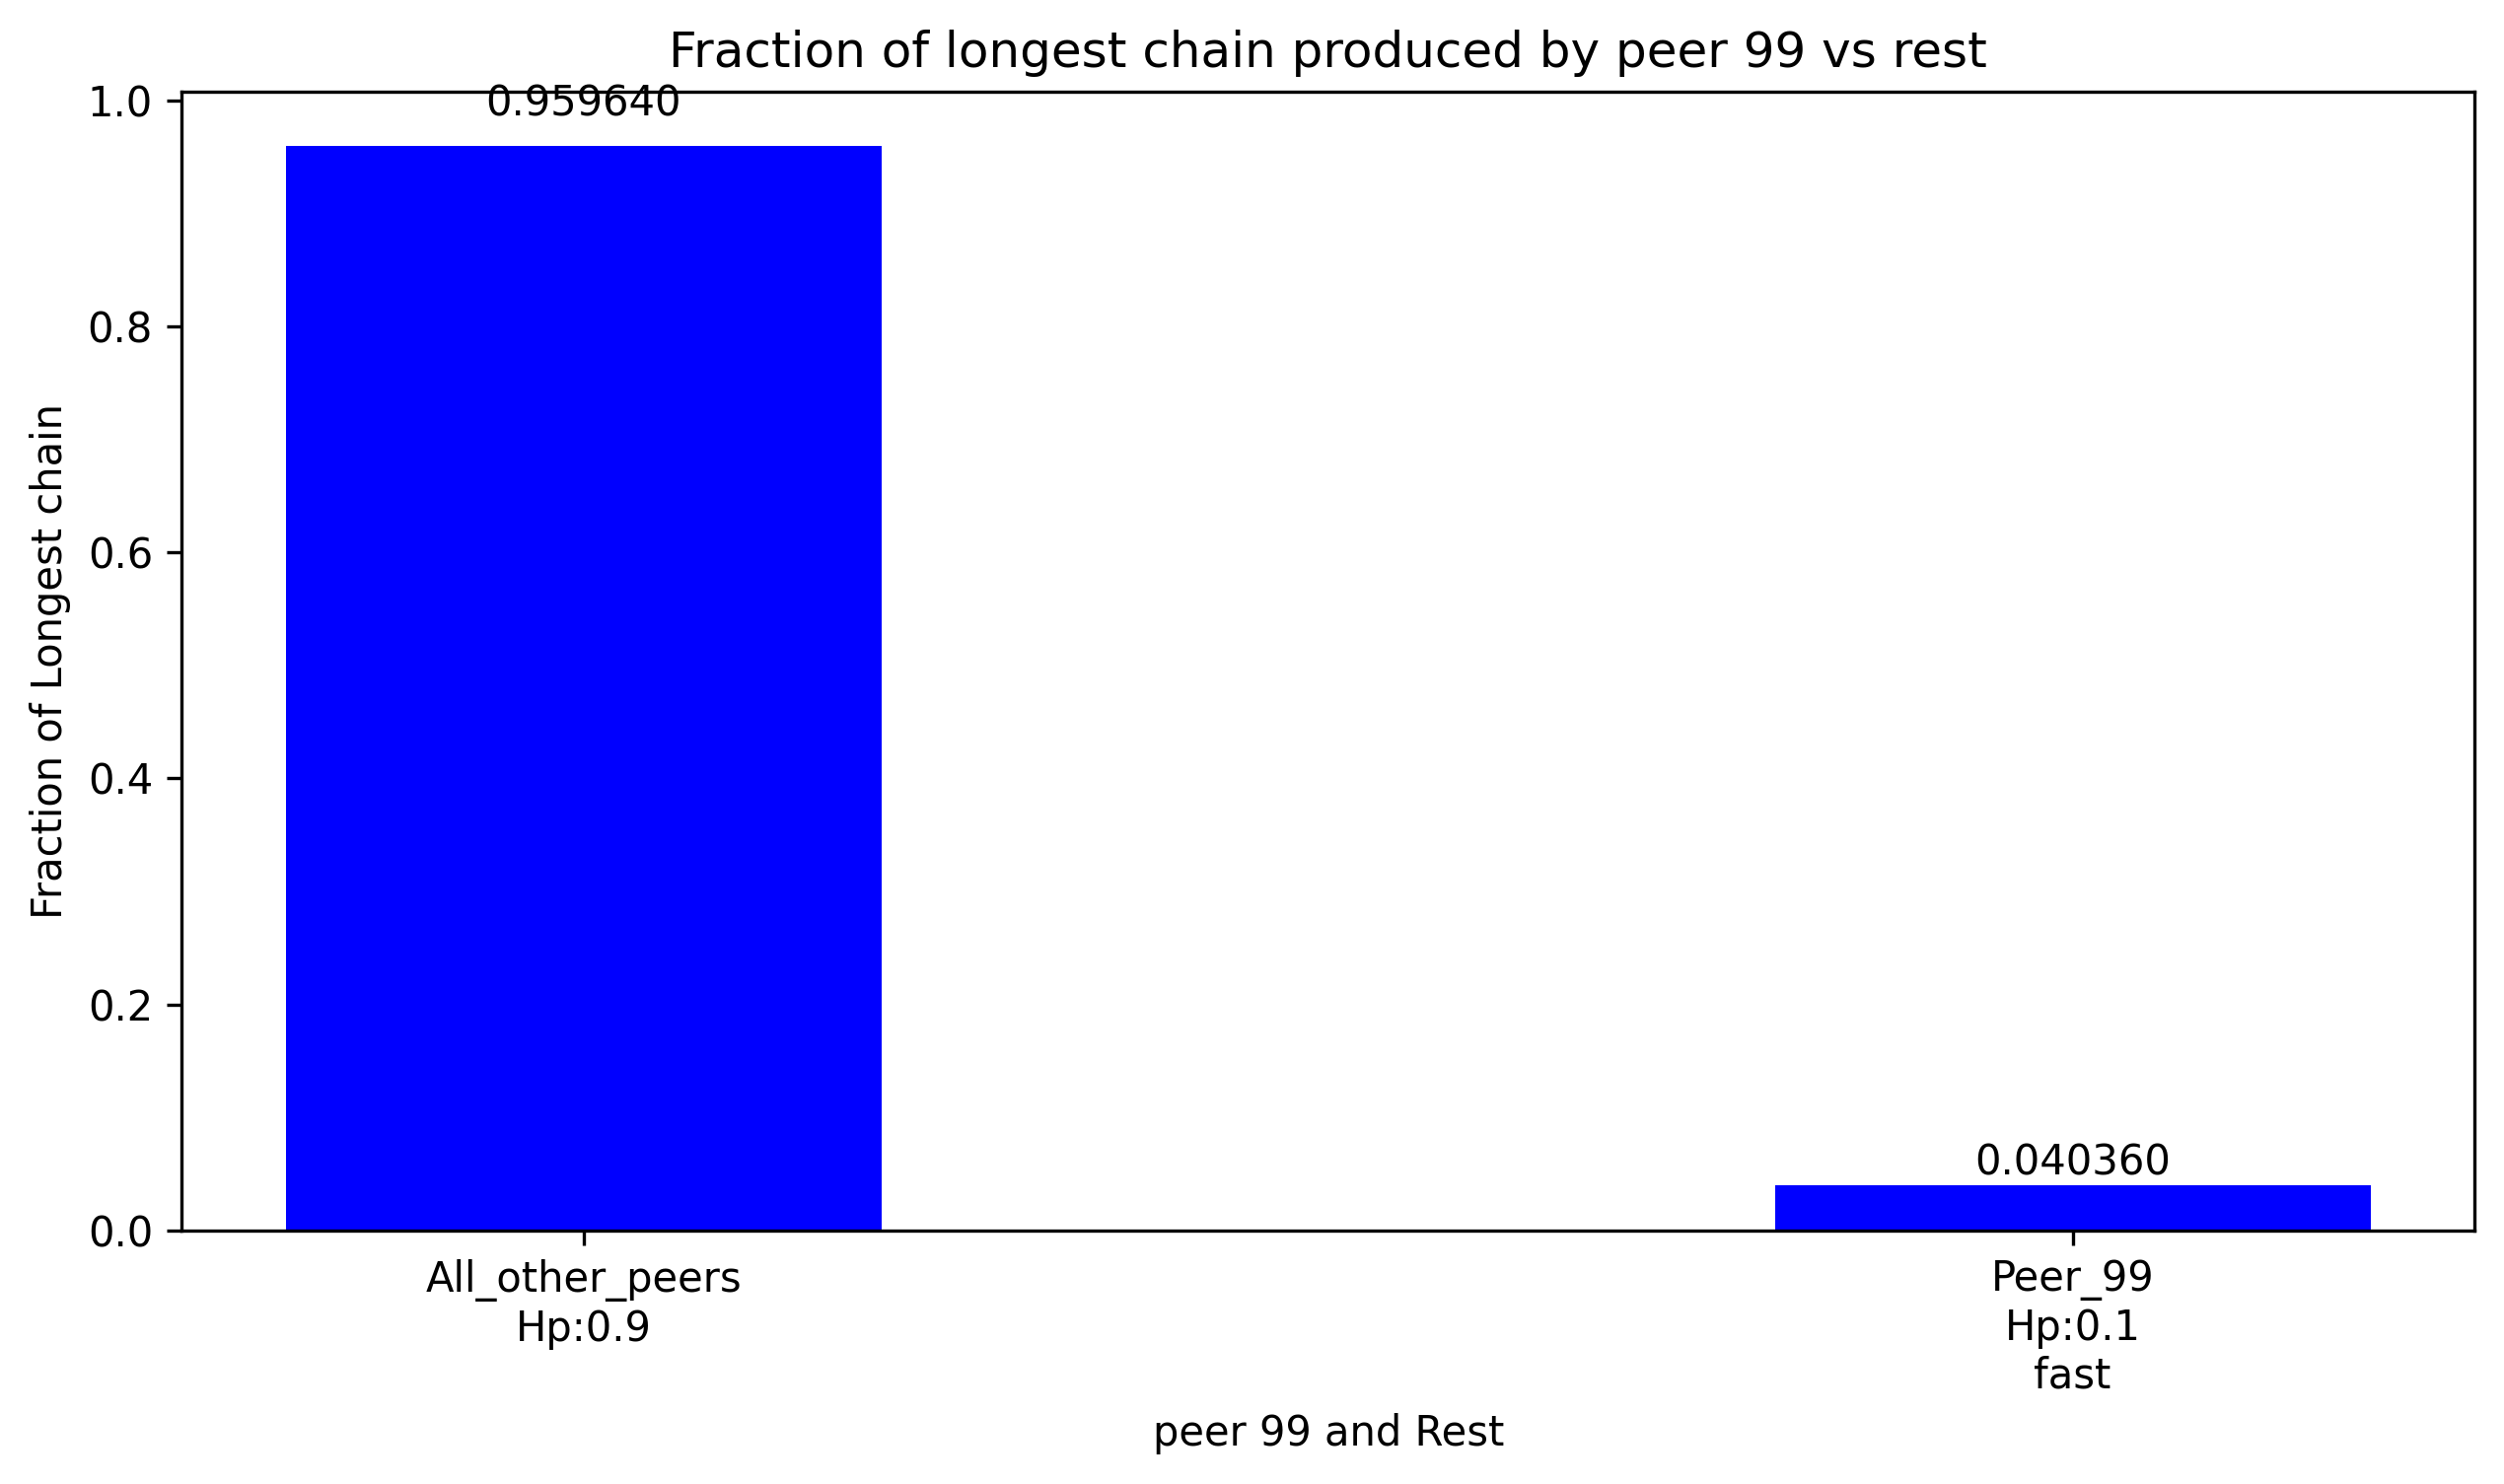 Fraction of longest chain produced by peer 99 vs rest
Fraction of Longest chain
1.0
0.8
0.6
0.4
0.2
0.0
0.959640
0.040360
All_other_peers
Hp:0.9
Peer_99
Hp:0.1
fast
peer 99 and Rest